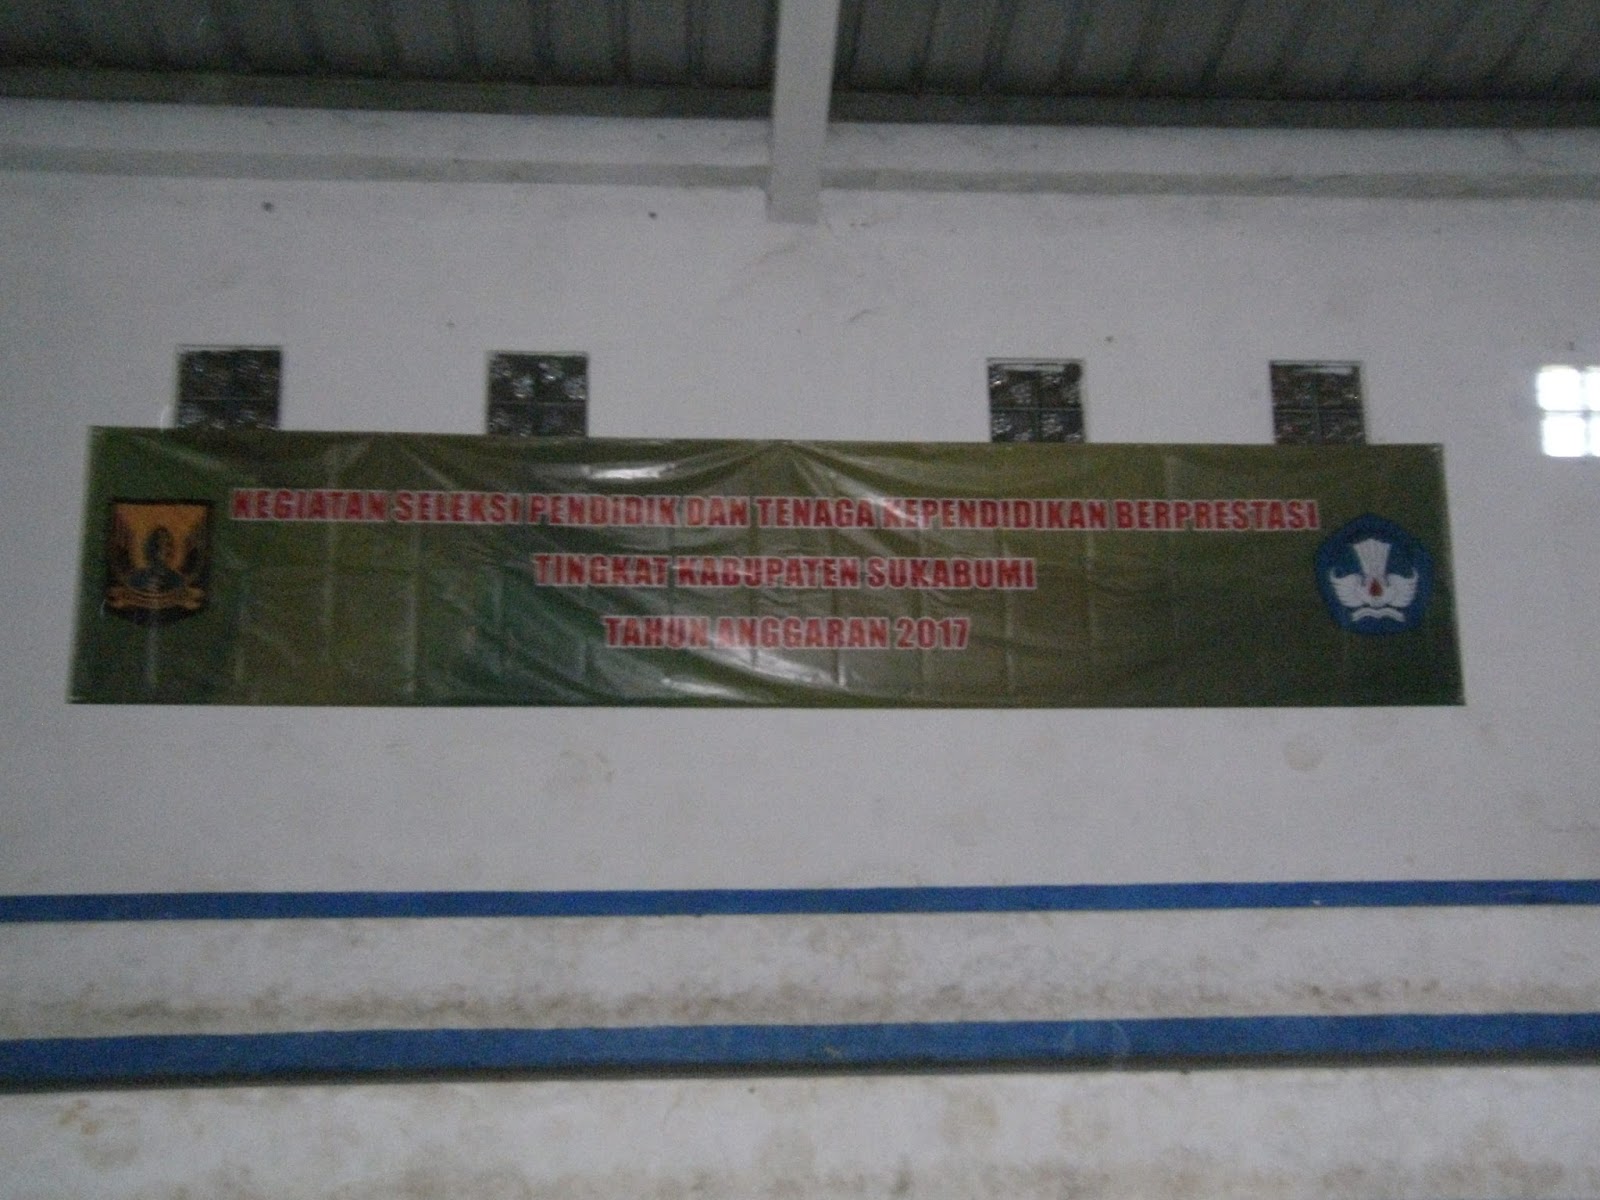 KEGIATAN SELEKSI PENDIDIK DAN TENAGA KEPENDIDIKAN BERPRESTASI
TINGKAT KABUPATEN SUKABUMI
TAHUN ANGGARAN 2017